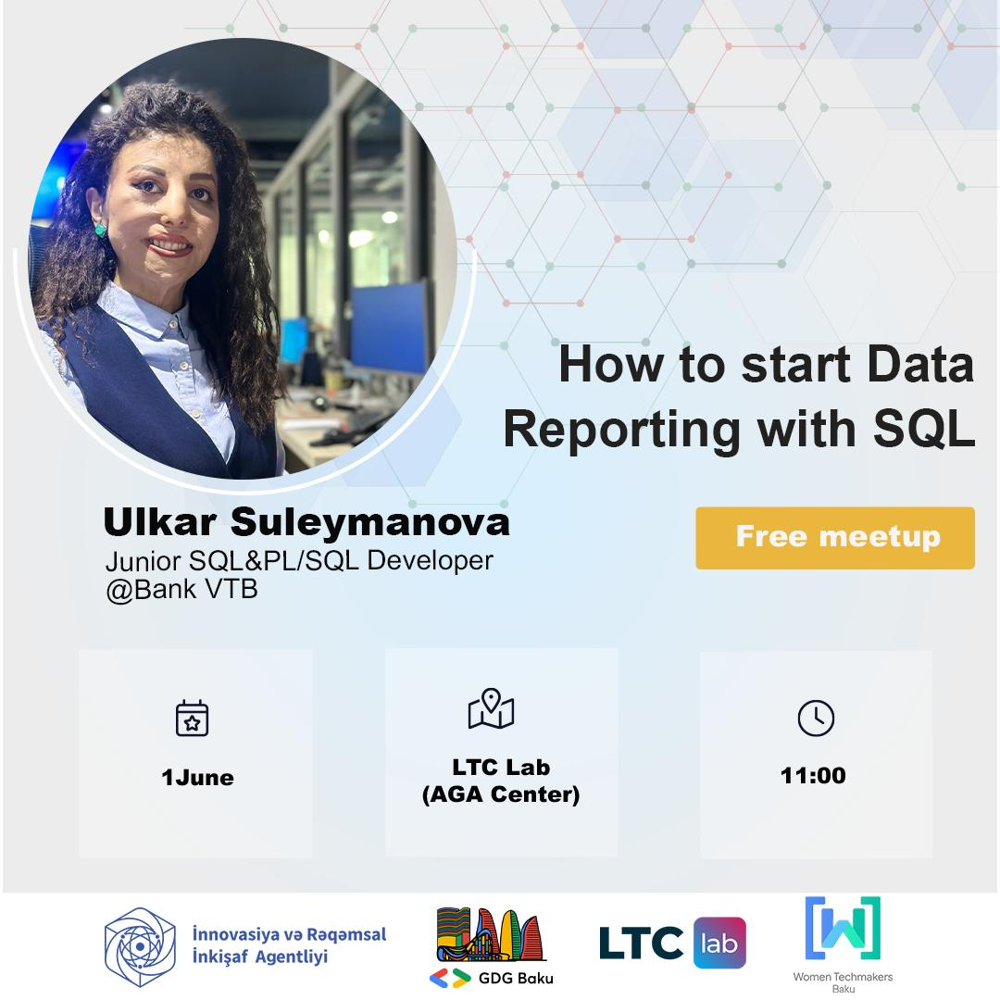 How to start Data
Reporting with SQL
Ulkar Suleymanova
Junior SQL&PL/SQL Developer
@Bank VTB
Free meetup
1June
LTC Lab
(AGA Center)
11:00
İnnovasiya və Rəqəmsal
İnkişaf Agentliyi
GDG Baku
LTC lab
Women Techmakers
Baku